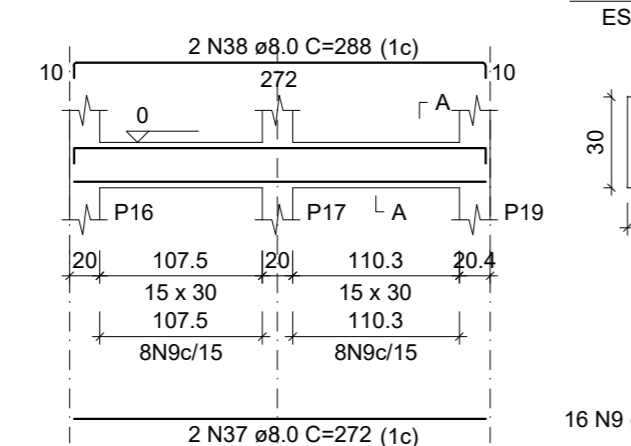 ES
2 N38 ø8.0 C=288 (1c)
10 272 10
A
0
30
P16 P17 A P19
20 107.5 20 110.3 20.4
15 x 30 15 x 30
107.5 110.3
8N9c/15 8N9c/15
16 N9
2 N37 ø8.0 C=272 (1c)